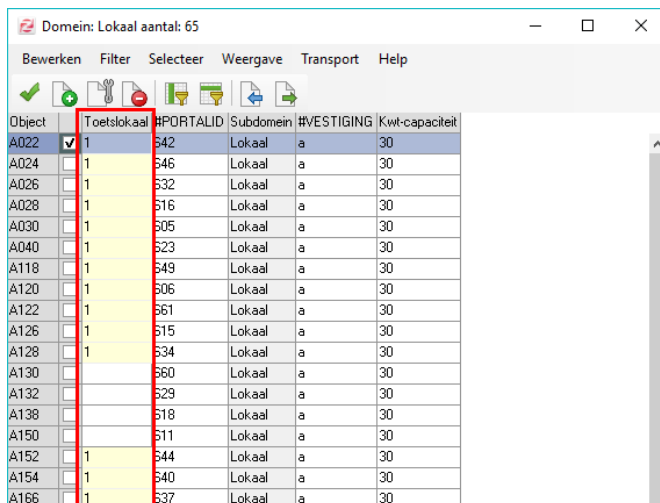 Domein: Lokaal aantal: 65
Bewerken Filter Selecteer Weergave Transport Help
Object Toetslokaal #PORTALID Subdomein #VESTIGING Kwt-capaciteit
A022 1 642 Lokaal a 30
A024 1 646 Lokaal a 30
A026 1 632 Lokaal a 30
A028 1 616 Lokaal a 30
A030 1 605 Lokaal a 30
A040 1 623 Lokaal a 30
A118 1 649 Lokaal a 30
A120 1 606 Lokaal a 30
A122 1 661 Lokaal a 30
A126 1 615 Lokaal a 30
A128 1 634 Lokaal a 30
A130 660 Lokaal a 30
A132 629 Lokaal a 30
A138 618 Lokaal a 30
A150 611 Lokaal a 30
A152 1 644 Lokaal a 30
A154 1 640 Lokaal a 30
A166 1 637 Lokaal a 30